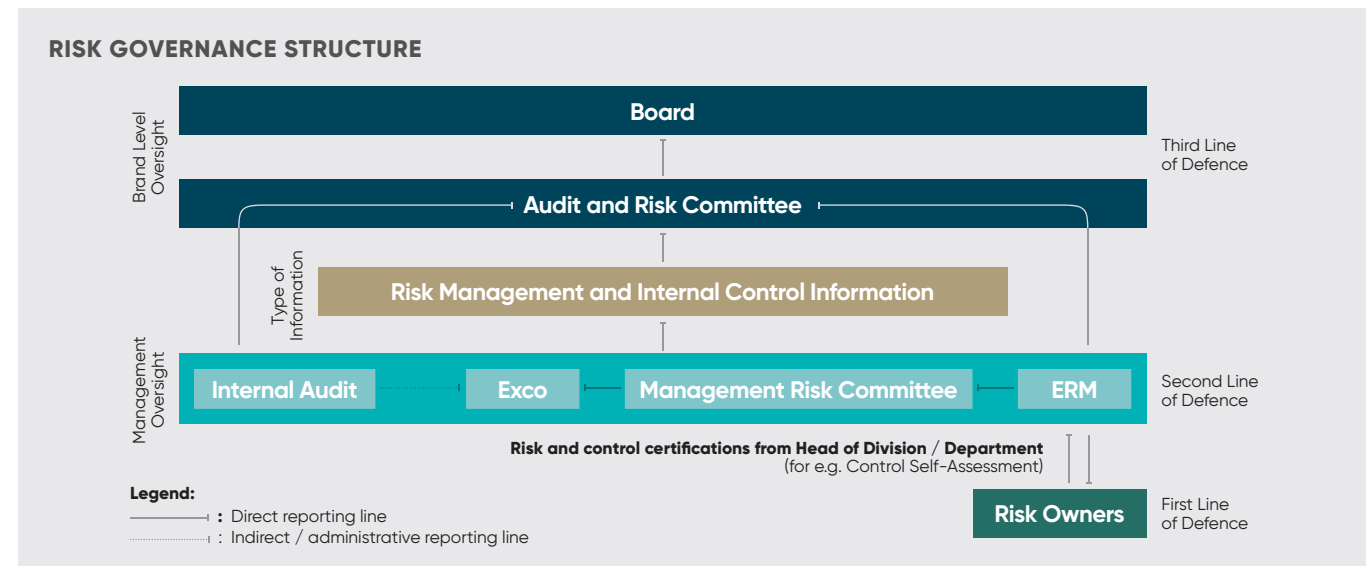 RISK GOVERNANCE STRUCTURE
Brand Level
Oversight
Board
Third Line
of Defence
Audit and Risk Committee
Type of
Information
Risk Management and Internal Control Information
Management
Oversight
Internal Audit
Exco
Management Risk Committee
ERM
Second Line
of Defence
Risk and control certifications from Head of Division / Department
(for e.g. Control Self-Assessment)
Risk Owners
First Line
of Defence
Legend:
: Direct reporting line
: Indirect / administrative reporting line